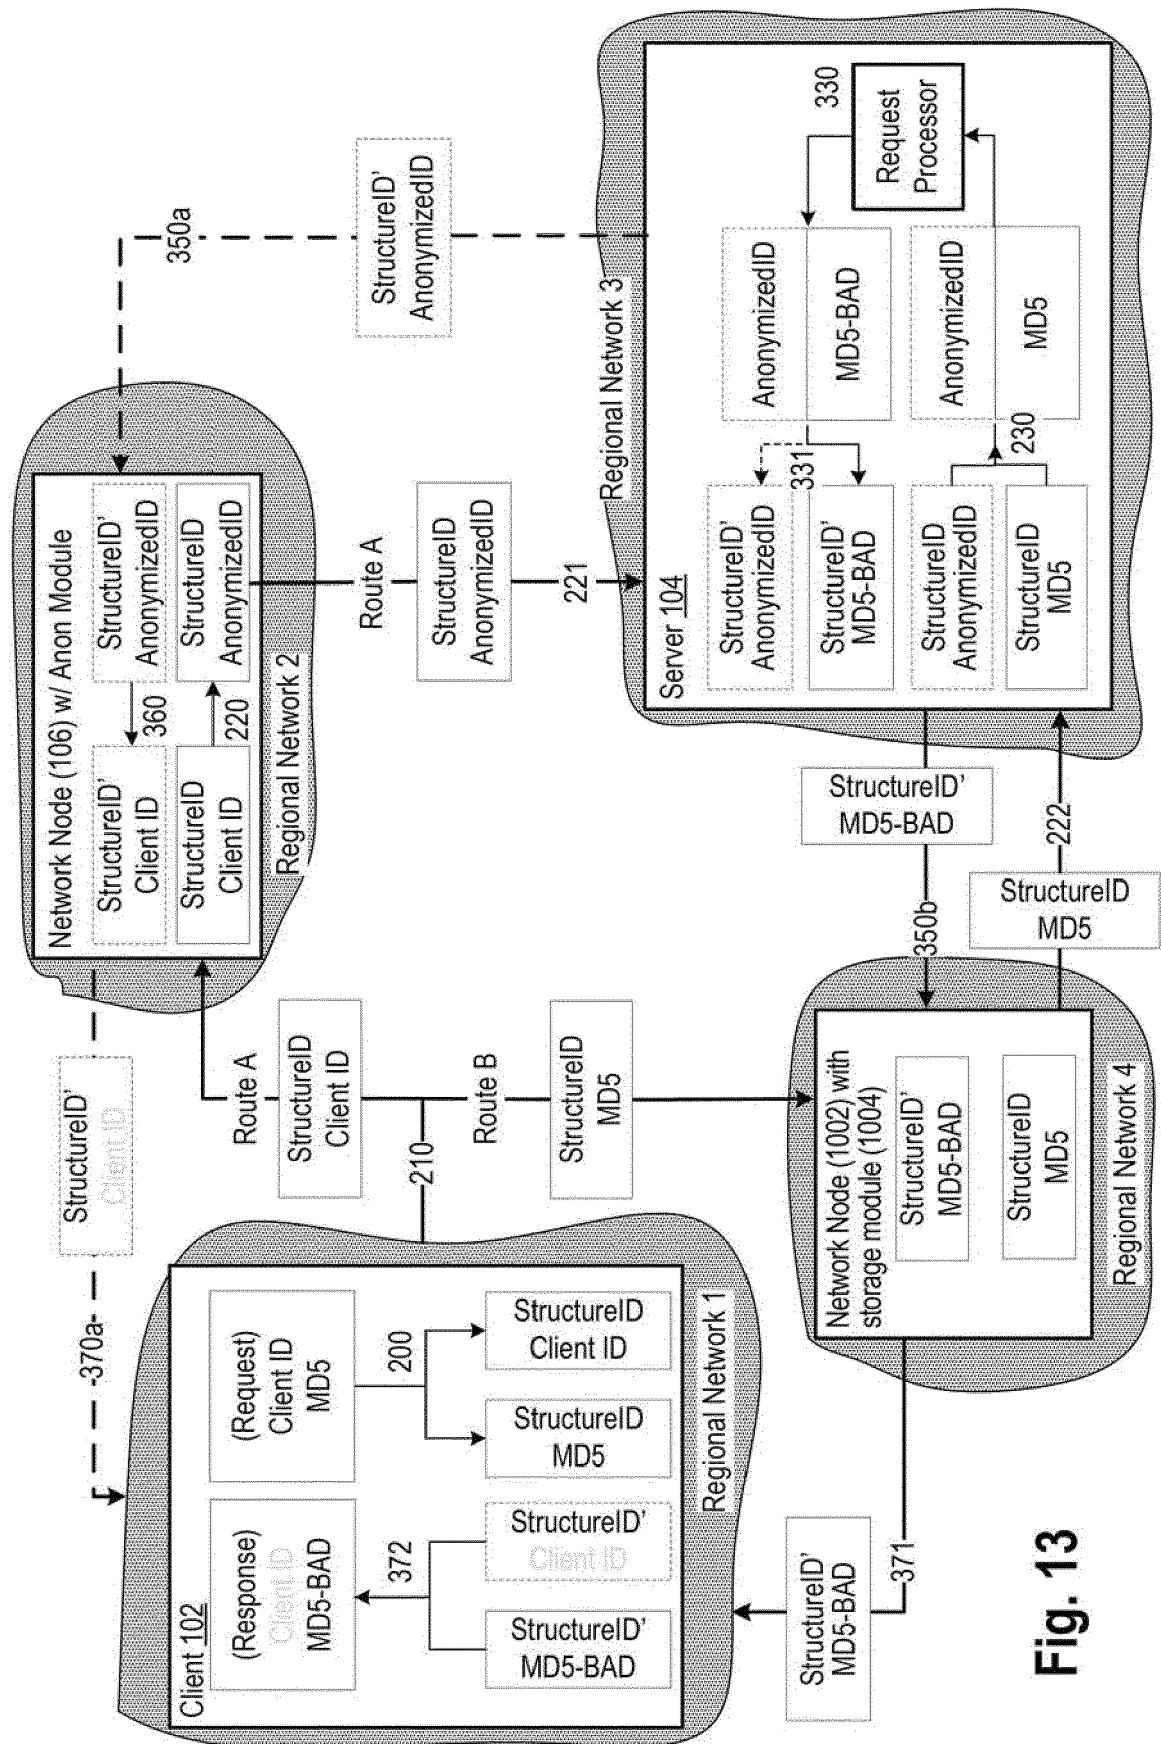 Client 102
(Response)
Client ID
MD5-BAD
(Request)
Client ID
MD5
372
200
StructureID'
MD5-BAD
StructureID'
Client ID
StructureID
MD5
StructureID
Client ID
Regional Network 1
370a
StructureID'
Client ID
210
Route A
StructureID
Client ID
Route B
StructureID
MD5
Network Node (106) w/ Anon Module
StructureID'
Client ID
360
StructureID'
AnonymizedID
StructureID
Client ID
220
StructureID
AnonymizedID
Regional Network 2
350a
StructureID'
AnonymizedID
Route A
StructureID
AnonymizedID
221
Regional Network 3
Server 104
StructureID'
AnonymizedID
331
StructureID'
MD5-BAD
AnonymizedID
MD5-BAD
330
Request
Processor
StructureID
AnonymizedID
StructureID
MD5
230
AnonymizedID
MD5
StructureID'
MD5-BAD
350b
StructureID
MD5
222
Network Node (1002) with
storage module (1004)
StructureID'
MD5-BAD
StructureID
MD5
Regional Network 4
StructureID'
MD5-BAD
371
Fig. 13